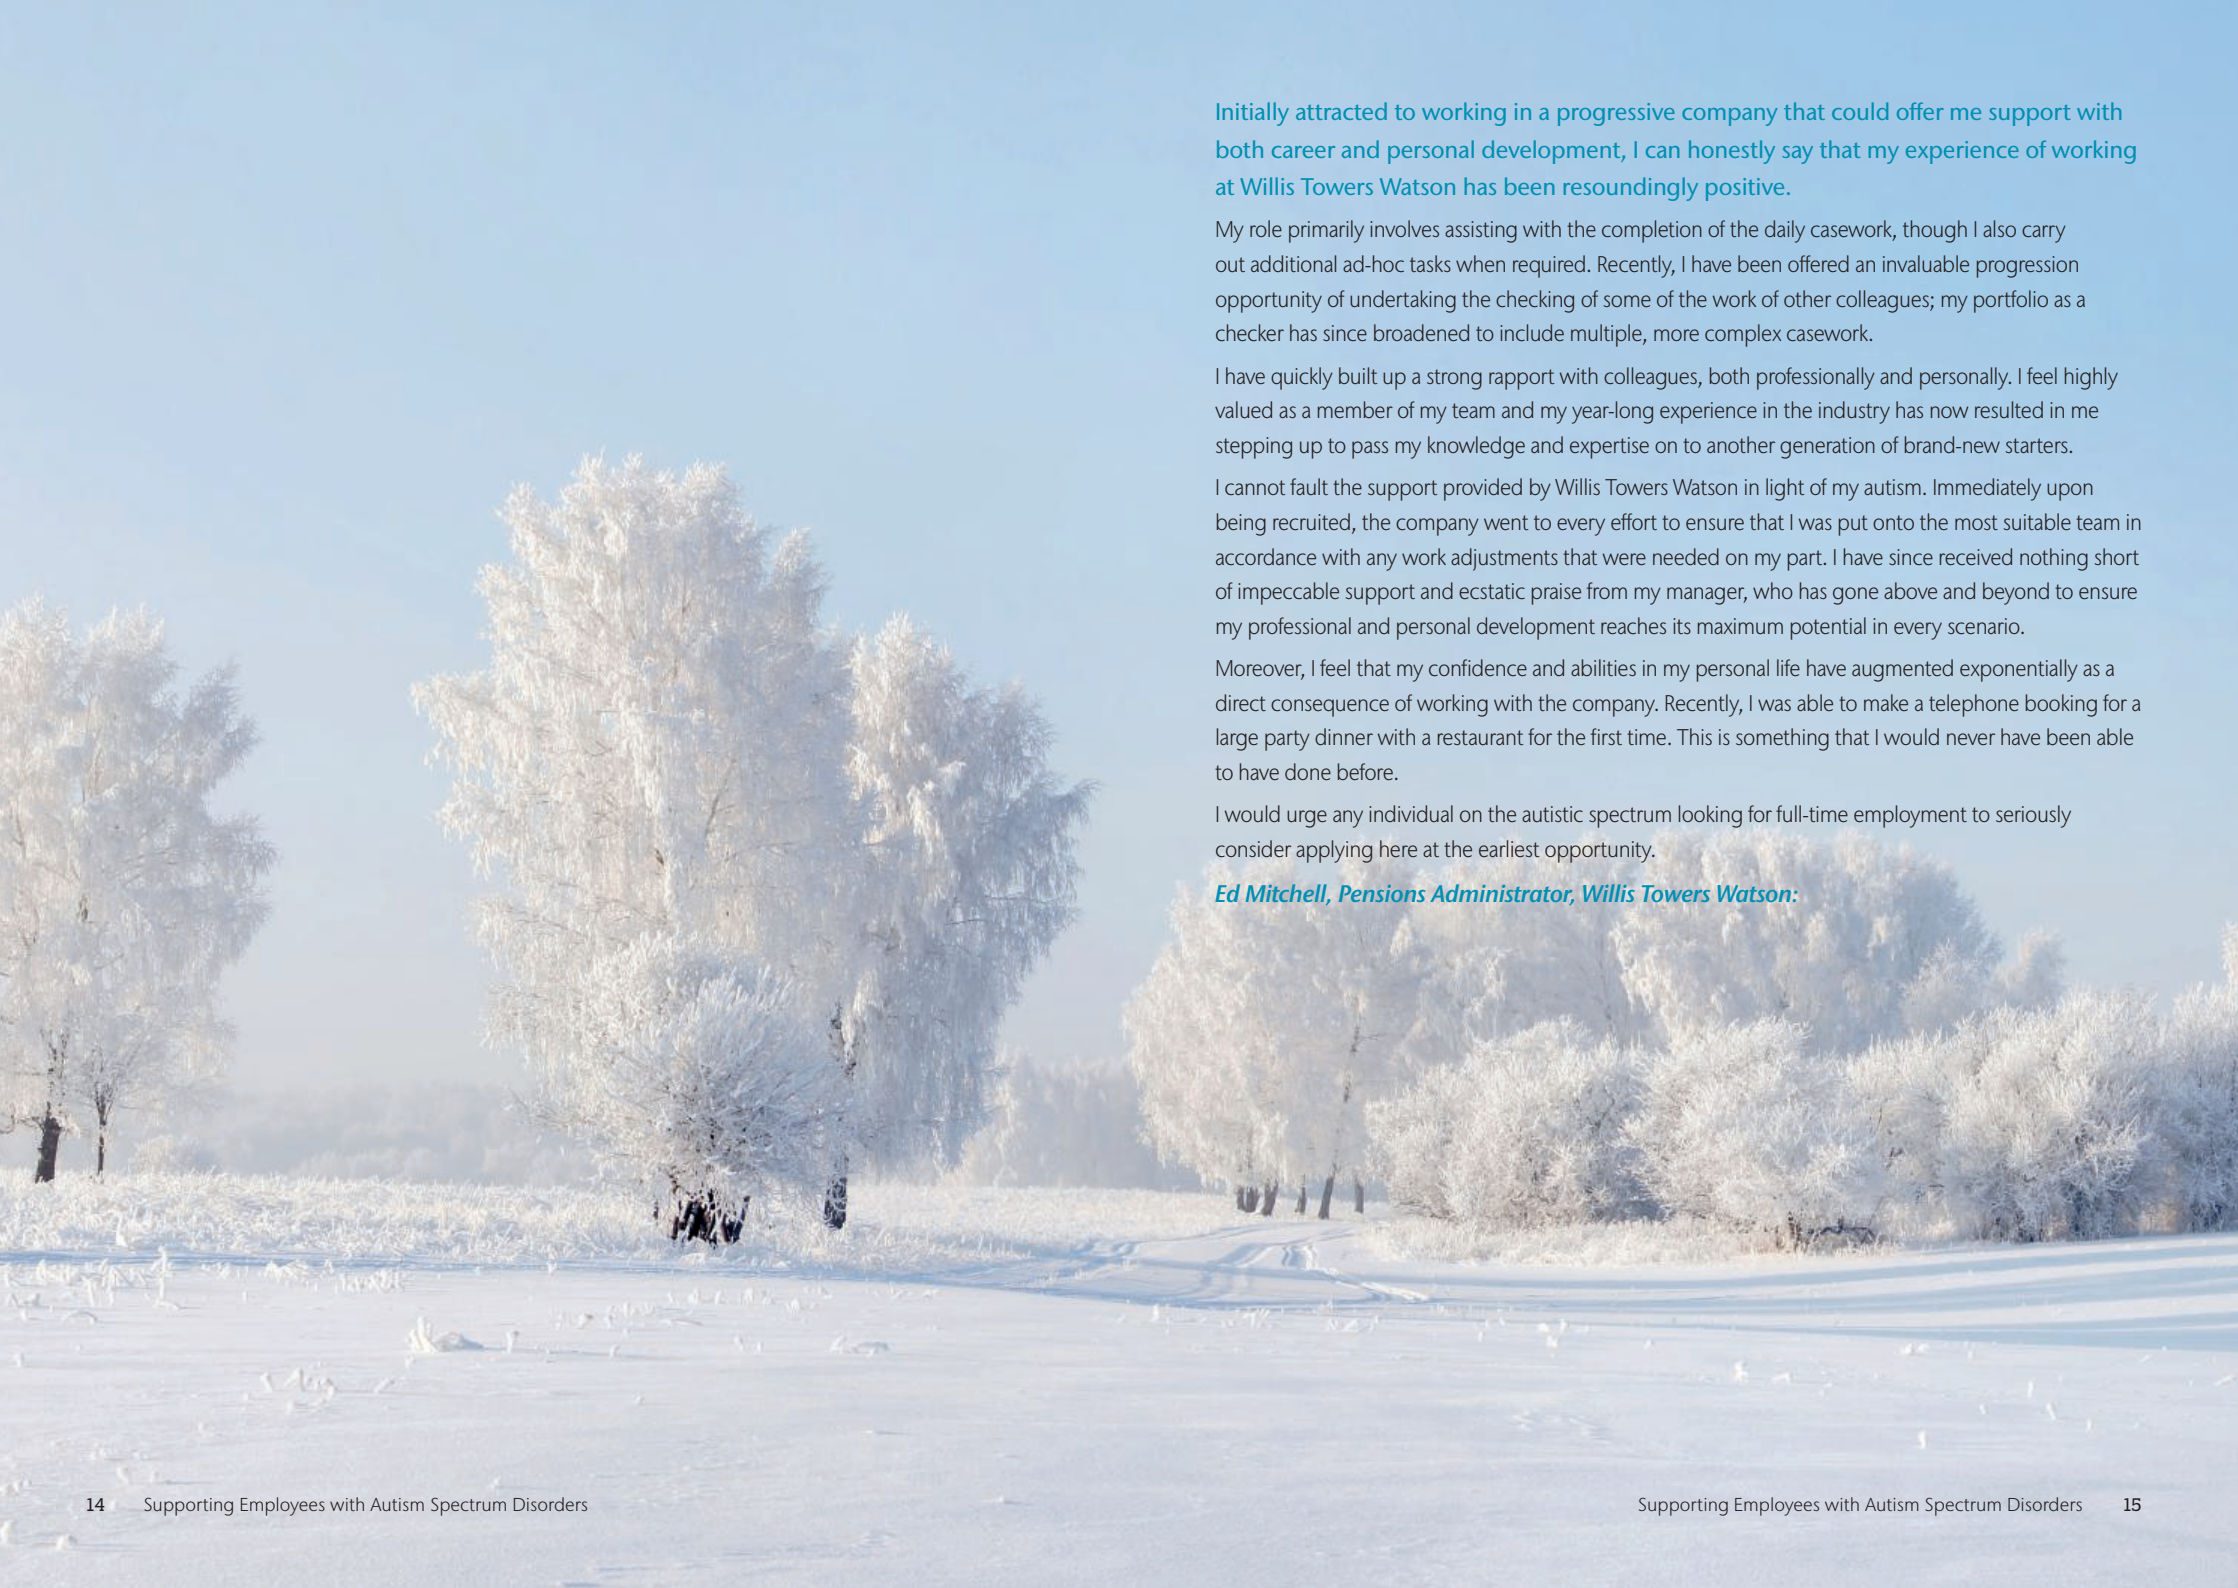 Initially attracted to working in a progressive company that could offer me support with
both career and personal development, I can honestly say that my experience of working
at Willis Towers Watson has been resoundingly positive.
My role primarily involves assisting with the completion of the daily casework, though I also carry
out additional ad-hoc tasks when required. Recently, I have been offered an invaluable progression
opportunity of undertaking the checking of some of the work of other colleagues; my portfolio as a
checker has since broadened to include multiple, more complex casework.
I have quickly built up a strong rapport with colleagues, both professionally and personally. I feel highly
valued as a member of my team and my year-long experience in the industry has now resulted in me
stepping up to pass my knowledge and expertise on to another generation of brand-new starters.
I cannot fault the support provided by Willis Towers Watson in light of my autism. Immediately upon
being recruited, the company went to every effort to ensure that I was put onto the most suitable team in
accordance with any work adjustments that were needed on my part. I have since received nothing short
of impeccable support and ecstatic praise from my manager, who has gone above and beyond to ensure
my professional and personal development reaches its maximum potential in every scenario.
Moreover, I feel that my confidence and abilities in my personal life have augmented exponentially as a
direct consequence of working with the company. Recently, I was able to make a telephone booking for a
large party dinner with a restaurant for the first time. This is something that I would never have been able
to have done before.
I would urge any individual on the autistic spectrum looking for full-time employment to seriously
consider applying here at the earliest opportunity.
Ed Mitchell, Pensions Administrator, Willis Towers Watson:
14 Supporting Employees with Autism Spectrum Disorders
Supporting Employees with Autism Spectrum Disorders 15